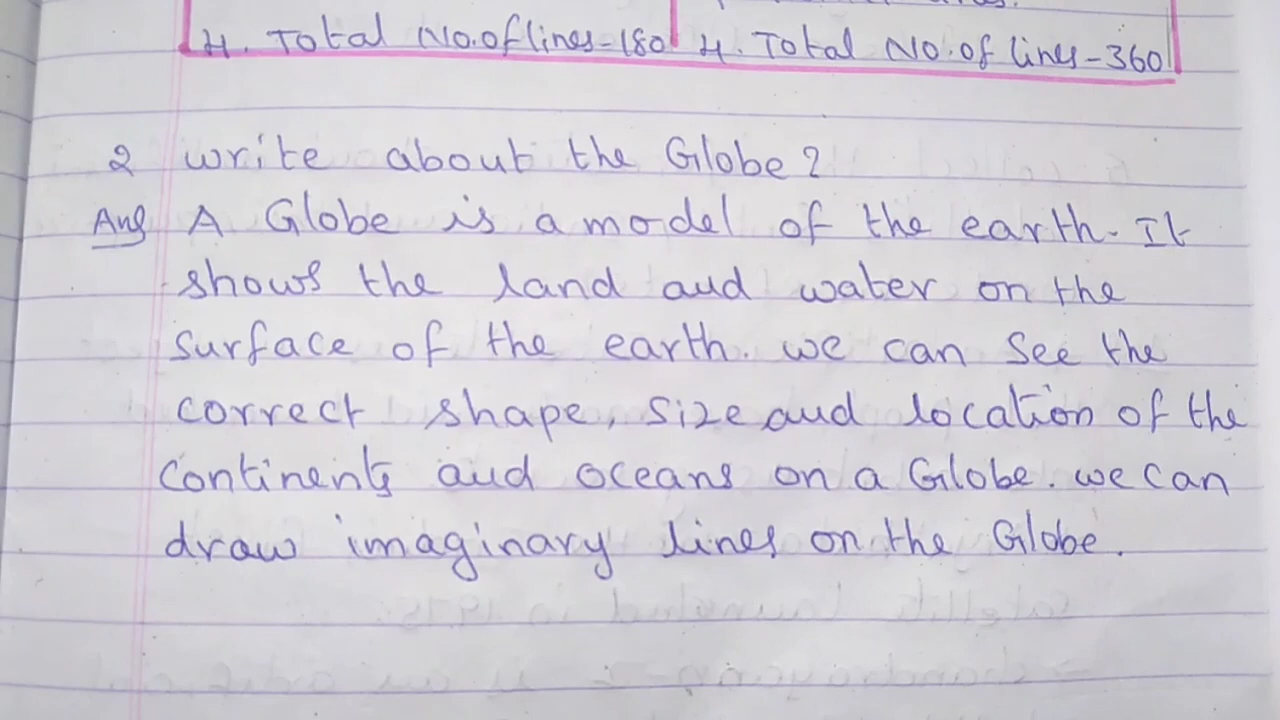 4. Total No.of lines-180 4. Total No.of lines-360
2 write about the Globe?
Ans A Globe is a model of the earth. It
shows the land and water on the
surface of the earth. we can see the
correct shape, size and location of the
continents and oceans on a Globe. we can
draw imaginary lines on the Globe.